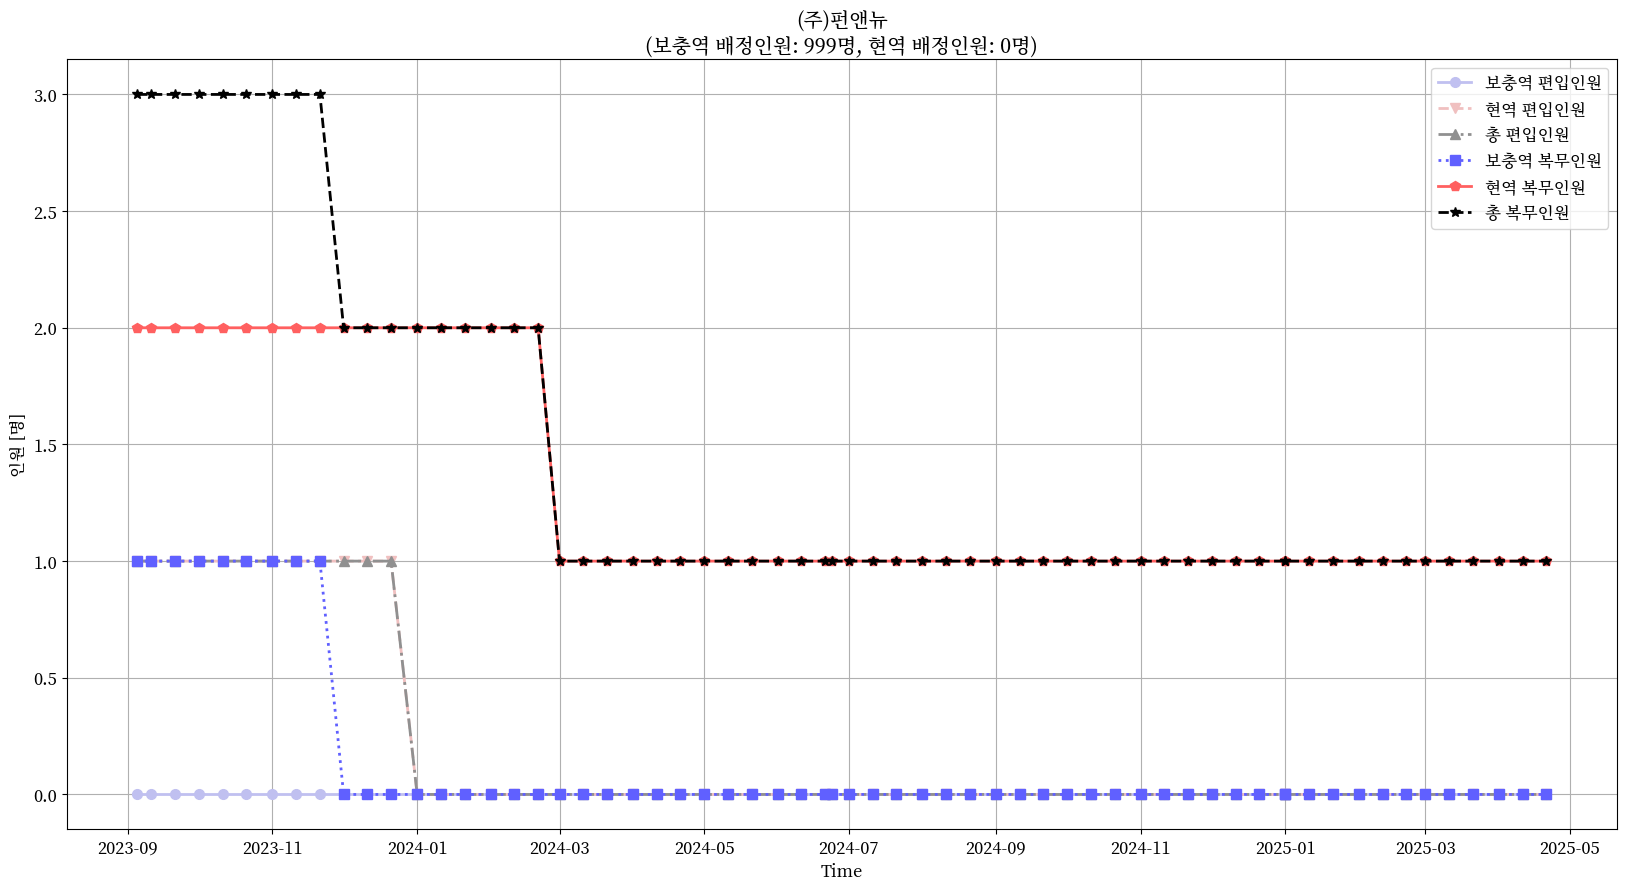 (주)펀앤뉴
(보충역 배정인원: 999명, 현역 배정인원: 0명)
보충역 편입인원
현역 편입인원
총 편입인원
보충역 복무인원
현역 복무인원
총 복무인원
인원 [명]
3.0
2.5
2.0
1.5
1.0
0.5
0.0
2023-09 2023-11 2024-01 2024-03 2024-05 2024-07 2024-09 2024-11 2025-01 2025-03 2025-05
Time